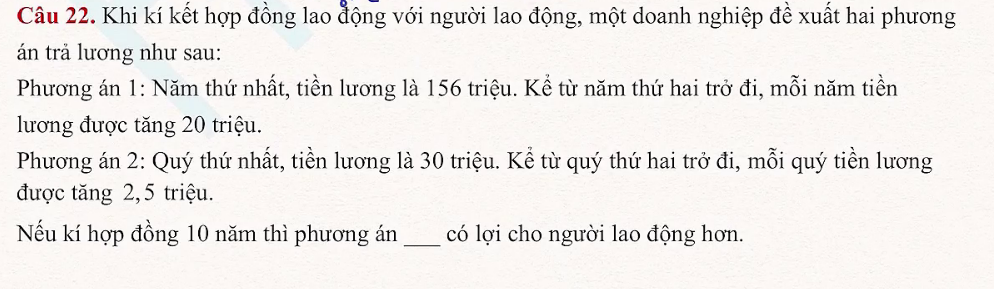 Câu 22. Khi kí kết hợp đồng lao động với người lao động, một doanh nghiệp đề xuất hai phương
án trả lương như sau:
Phương án 1: Năm thứ nhất, tiền lương là 156 triệu. Kể từ năm thứ hai trở đi, mỗi năm tiền
lương được tăng 20 triệu.
Phương án 2: Quý thứ nhất, tiền lương là 30 triệu. Kể từ quý thứ hai trở đi, mỗi quý tiền lương
được tăng 2,5 triệu.
Nếu kí hợp đồng 10 năm thì phương án ___ có lợi cho người lao động hơn.